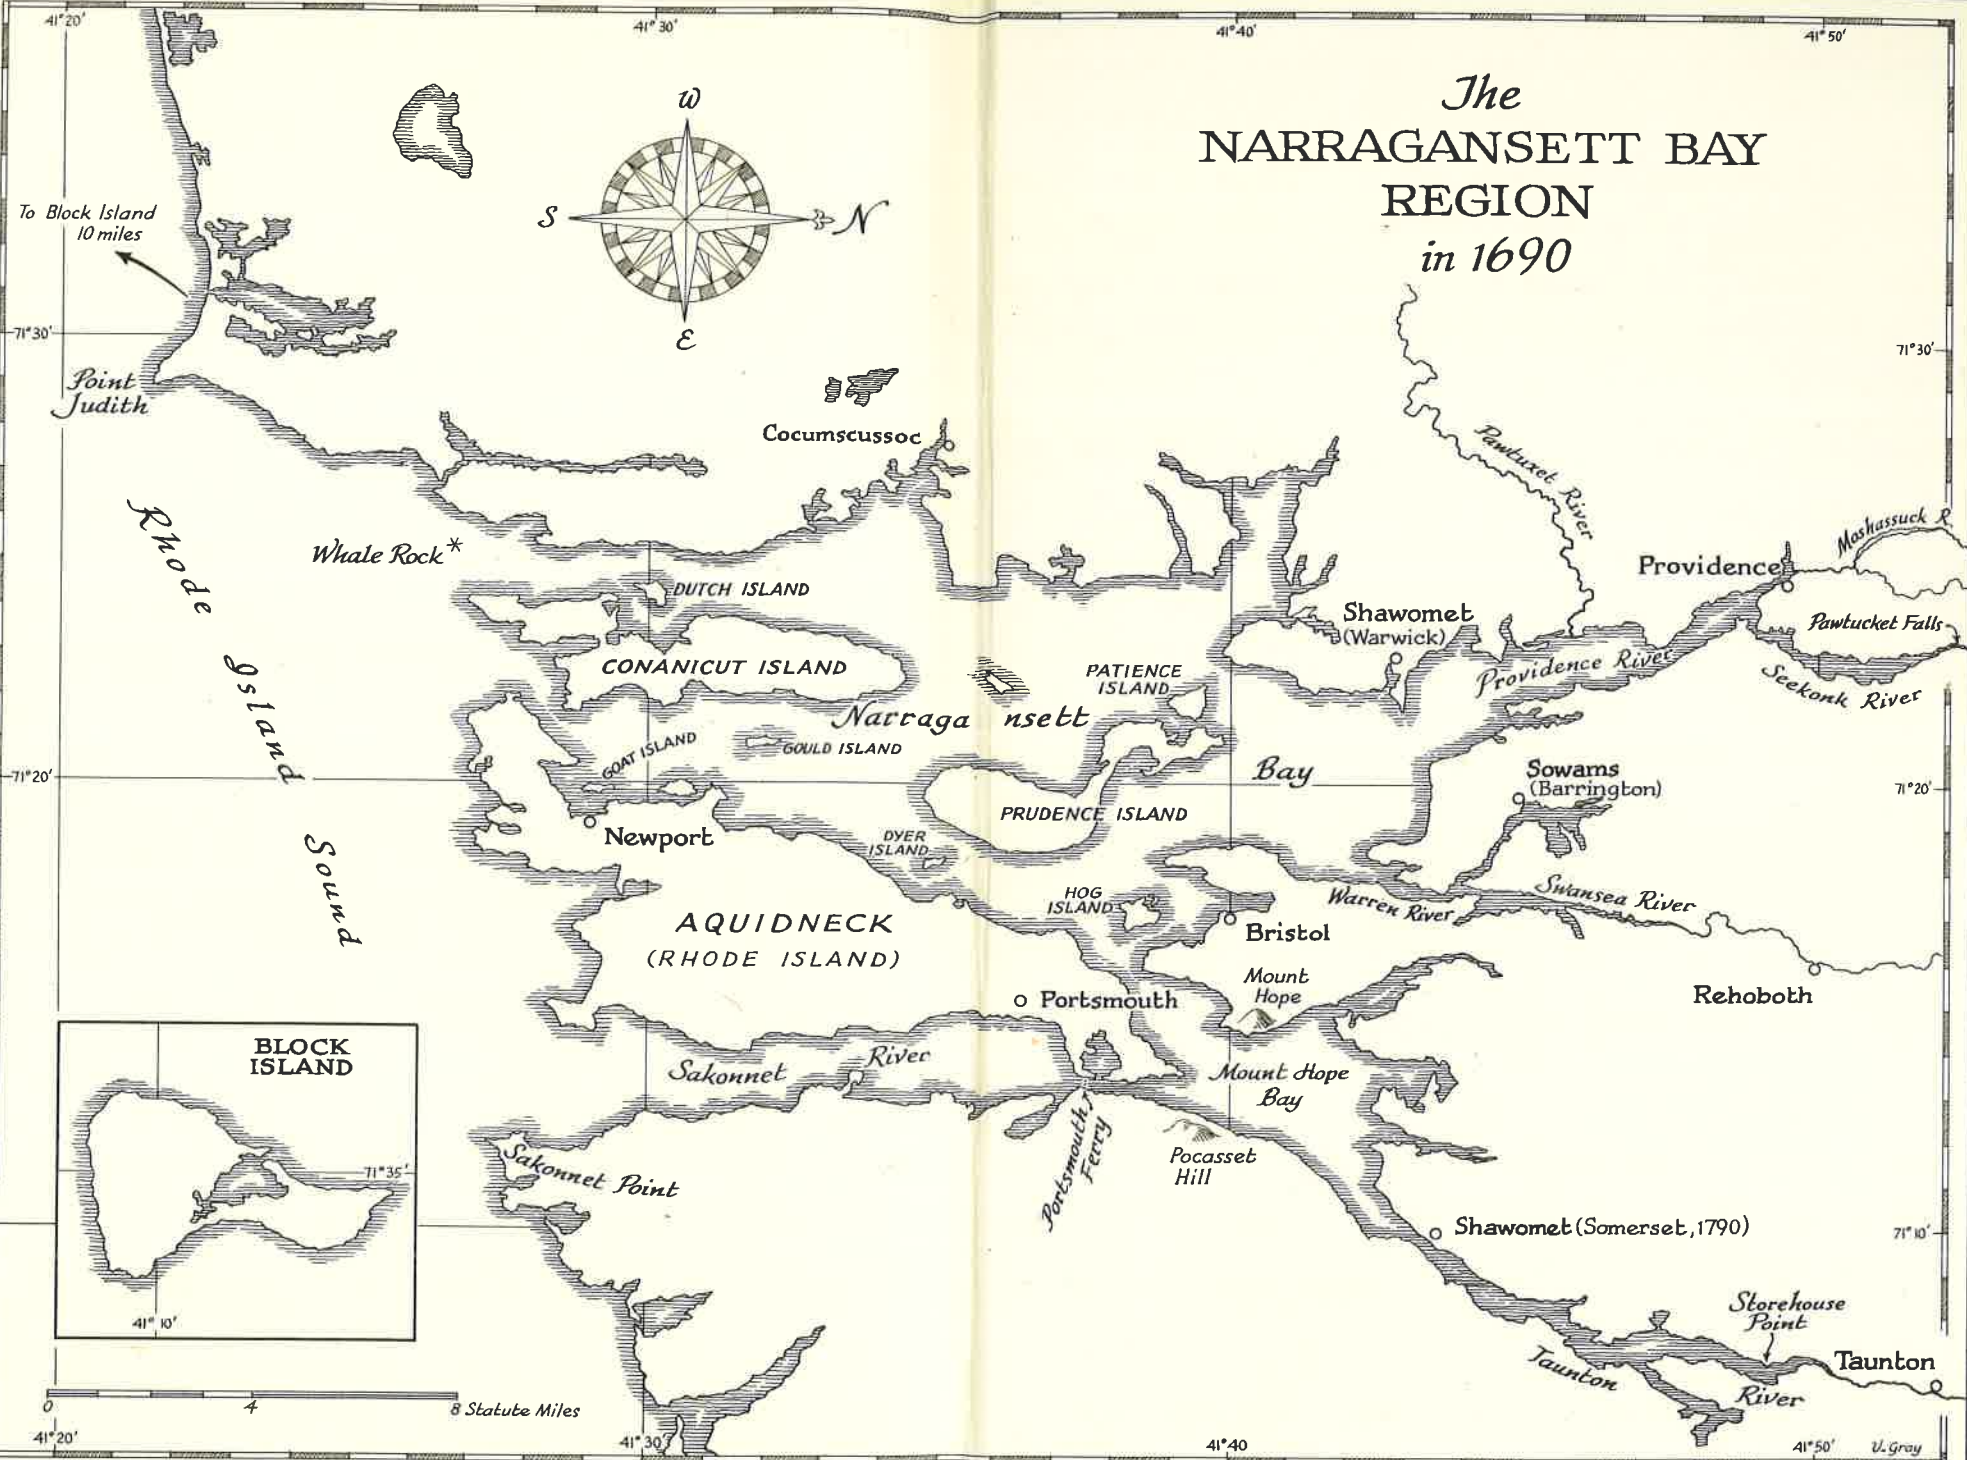 The
NARRAGANSETT BAY
REGION
in 1690
41°20'
41°30'
41°40'
41°50'
W
S
N
E
To Block Island
10 miles
71°30'
71°30'
Point
Judith
Cocumscussoc
Pawtuxet River
Moshassuck R.
Providence
Whale Rock*
DUTCH ISLAND
Shawomet
(Warwick)
Pawtucket Falls
Rhode Island Sound
CONANICUT ISLAND
PATIENCE
ISLAND
Providence River
Seekonk River
Narragansett
Bay
GOAT ISLAND
GOULD ISLAND
71°20'
Sowams
(Barrington)
71°20'
PRUDENCE ISLAND
Newport
DYER
ISLAND
HOG
ISLAND
Warren River
Swansea River
AQUIDNECK
(RHODE ISLAND)
Bristol
Mount
Hope
Portsmouth
Rehoboth
BLOCK
ISLAND
71°35'
41°10'
Sakonnet River
Mount Hope
Bay
Portsmouth
Ferry
Pocasset
Hill
Sakonnet Point
Shawomet (Somerset, 1790)
71°10'
Storehouse
Point
Taunton
Taunton River
0 4 8 Statute Miles
41°20'
41°30'
41°40
41°50'
V. Gray